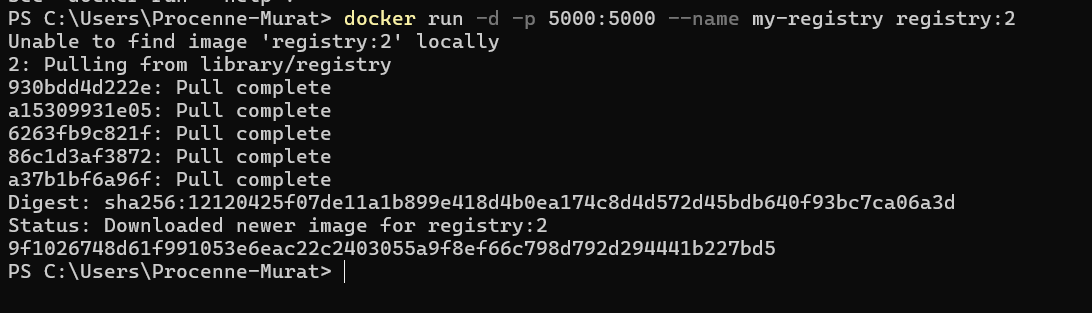 PS C:\Users\Procenne-Murat> docker run -d -p 5000:5000 --name my-registry registry:2
Unable to find image 'registry:2' locally
2: Pulling from library/registry
930bdd4d222e: Pull complete
a15309931e05: Pull complete
6263fb9c821f: Pull complete
86c1d3af3872: Pull complete
a37b1bf6a96f: Pull complete
Digest: sha256:12120425f07de11a1b899e418d4b0ea174c8d4d572d45bdb640f93bc7ca06a3d
Status: Downloaded newer image for registry:2
9f1026748d61f991053e6eac22c2403055a9f8ef66c798d792d294441b227bd5
PS C:\Users\Procenne-Murat>